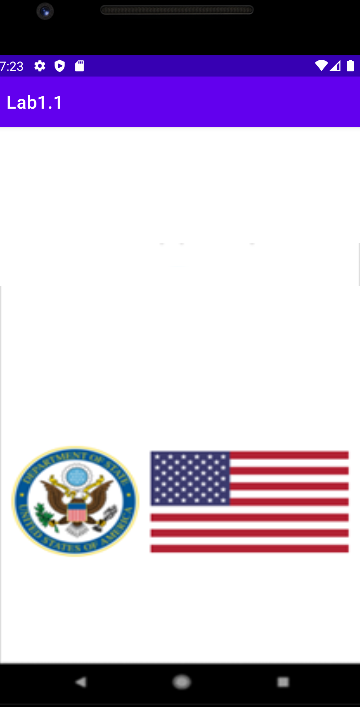 7:23
Lab1.1
DEPARTMENT OF STATE
UNITED STATES OF AMERICA